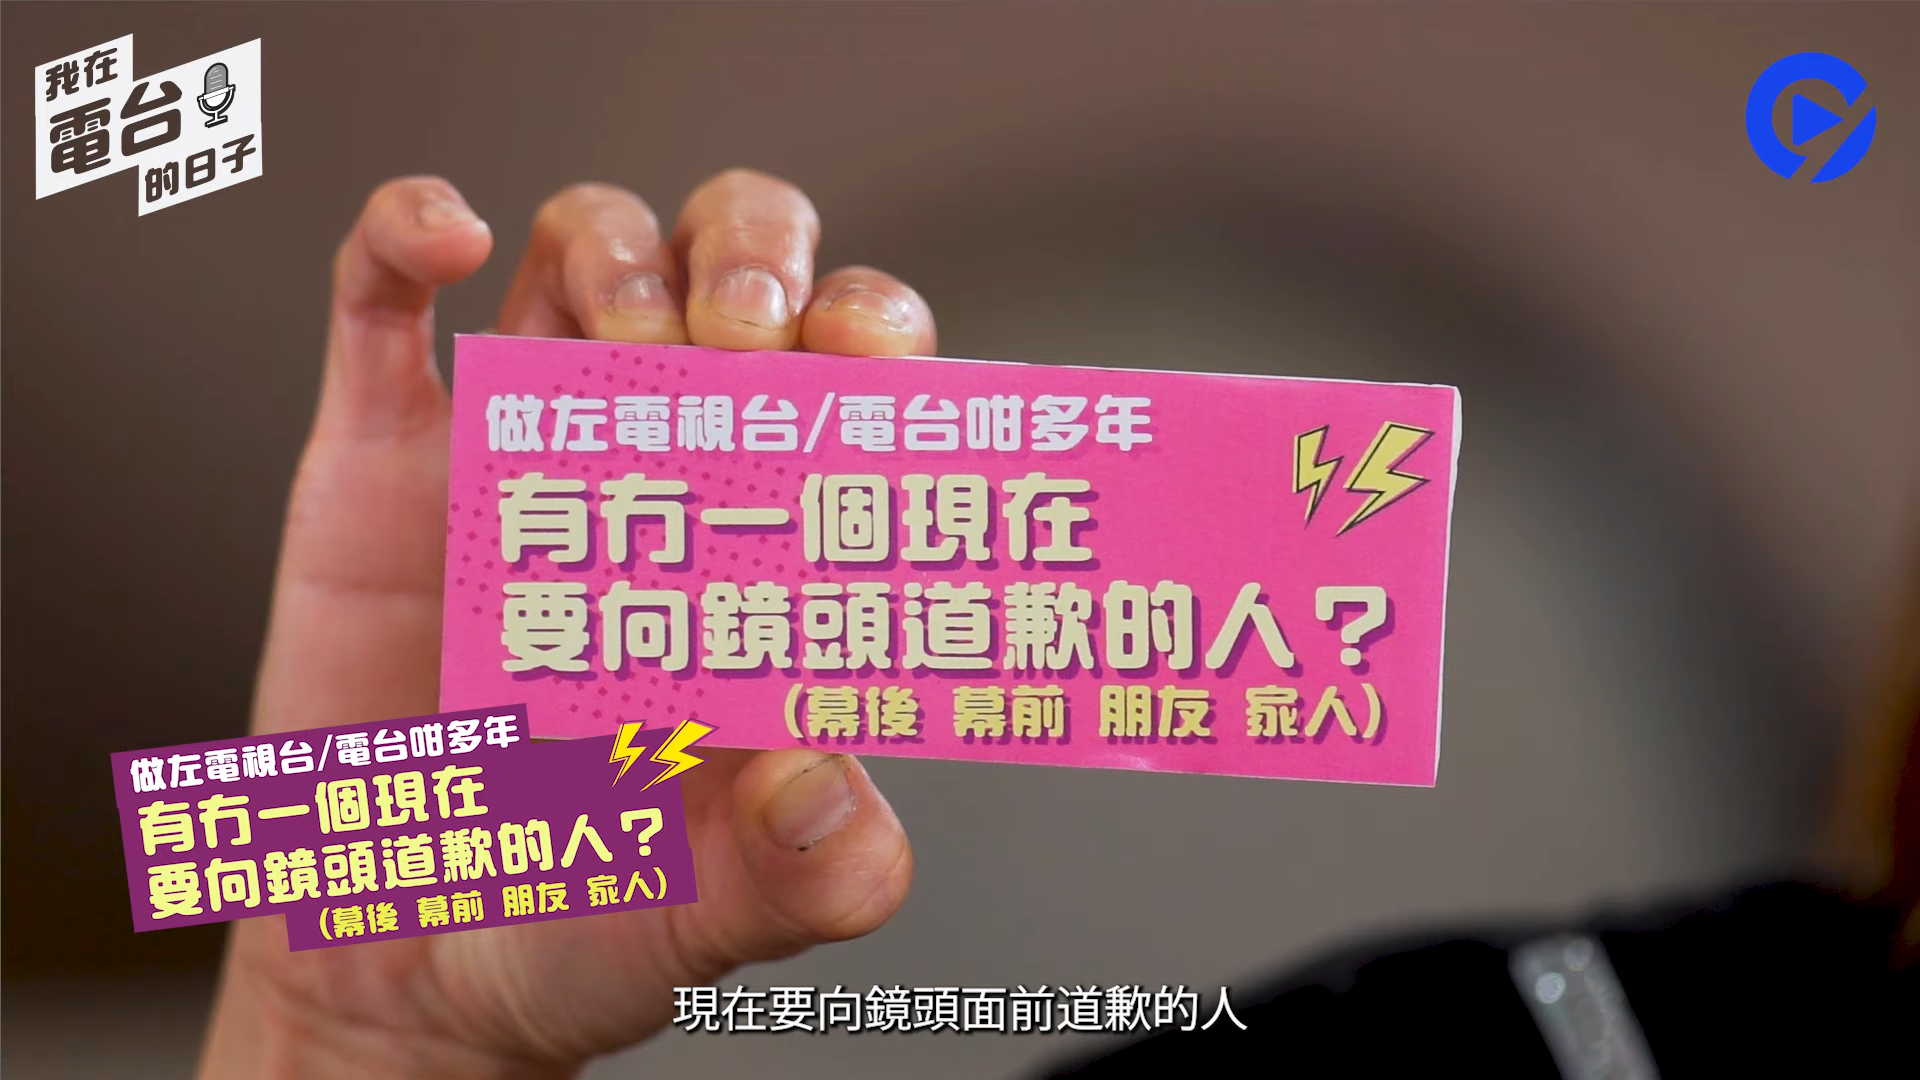 我在
電台
的日子
做左電視台/電台咁多年
有冇一個現在
要向鏡頭道歉的人?
(幕後 幕前 朋友 家人)
做左電視台/電台咁多年
有冇一個現在
要向鏡頭道歉的人?
(幕後 幕前 朋友 家人)
現在要向鏡頭面前道歉的人